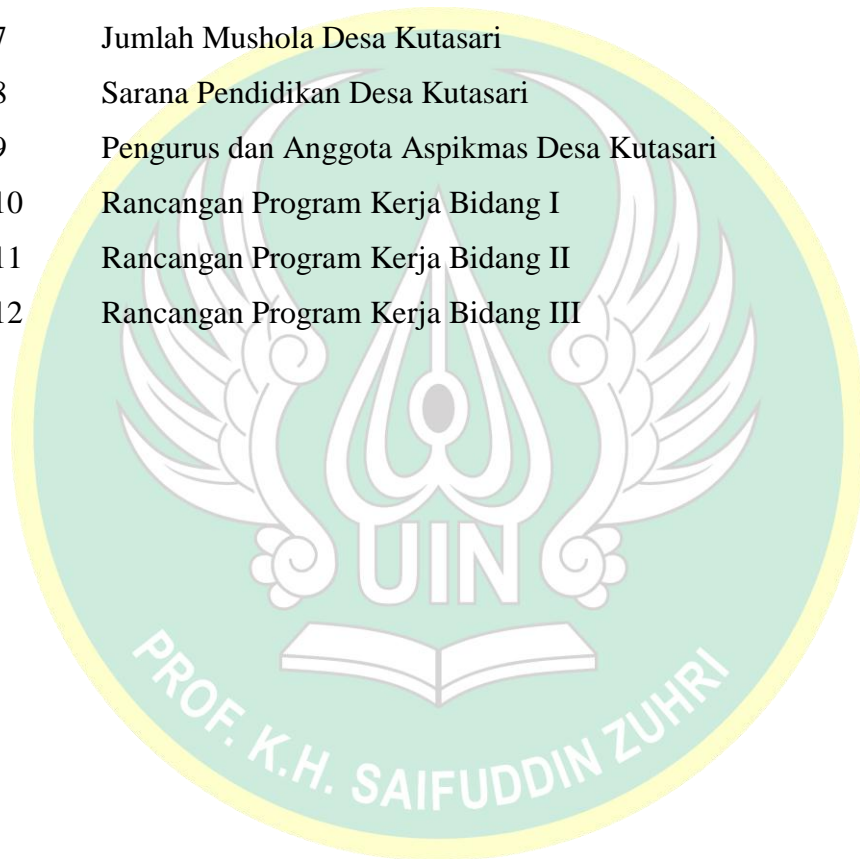 7 Jumlah Mushola Desa Kutasari
8 Sarana Pendidikan Desa Kutasari
9 Pengurus dan Anggota Aspikmas Desa Kutasari
10 Rancangan Program Kerja Bidang I
11 Rancangan Program Kerja Bidang II
12 Rancangan Program Kerja Bidang III
UIN
PROF. K.H. SAIFUDDIN ZUHRI